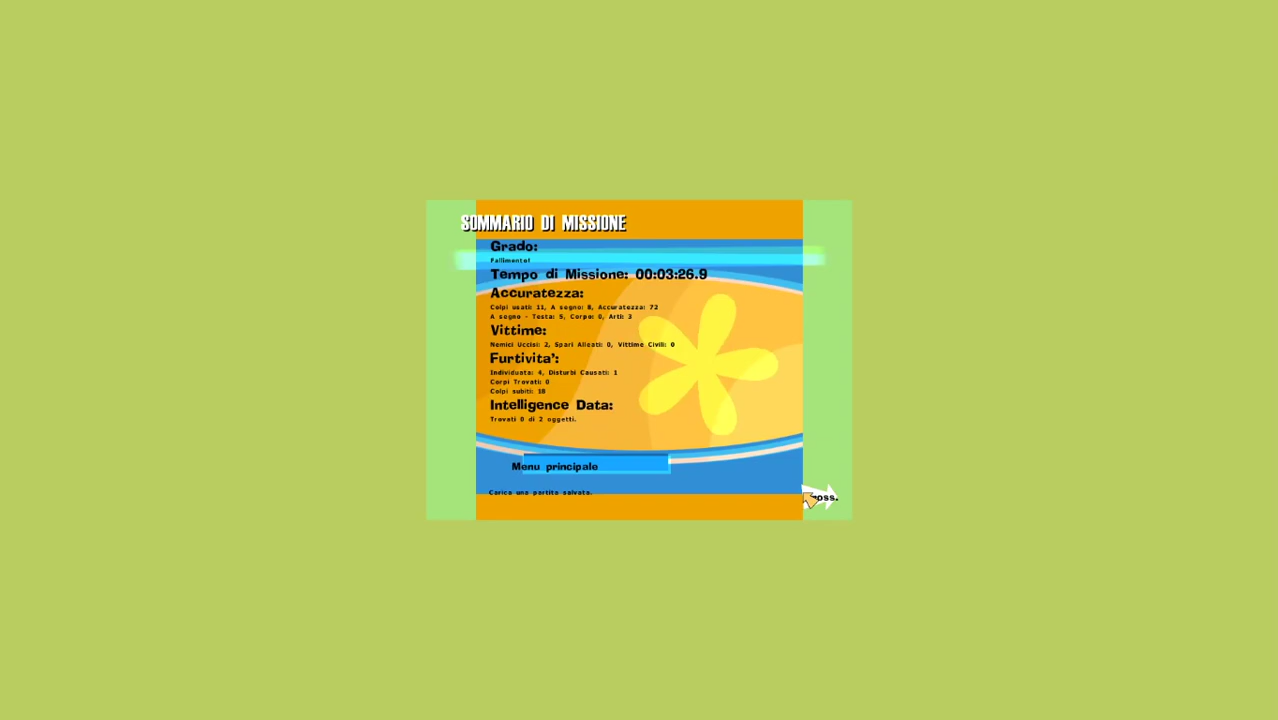 SOMMARIO DI MISSIONE
Grado:
Fallimento!
Tempo di Missione: 00:03:26.9
Accuratezza:
Colpi usati: 11, A segno: 8, Accuratezza: 72
A segno - Testa: 5, Corpo: 0, Arti: 3
Vittime:
Nemici Uccisi: 2, Spari Alleati: 0, Vittime Civili: 0
Furtivita':
Individuata: 4, Disturbi Causati: 1
Corpi Trovati: 0
Colpi subiti: 18
Intelligence Data:
Trovati 0 di 2 oggetti.
Menu principale
Carica una partita salvata.